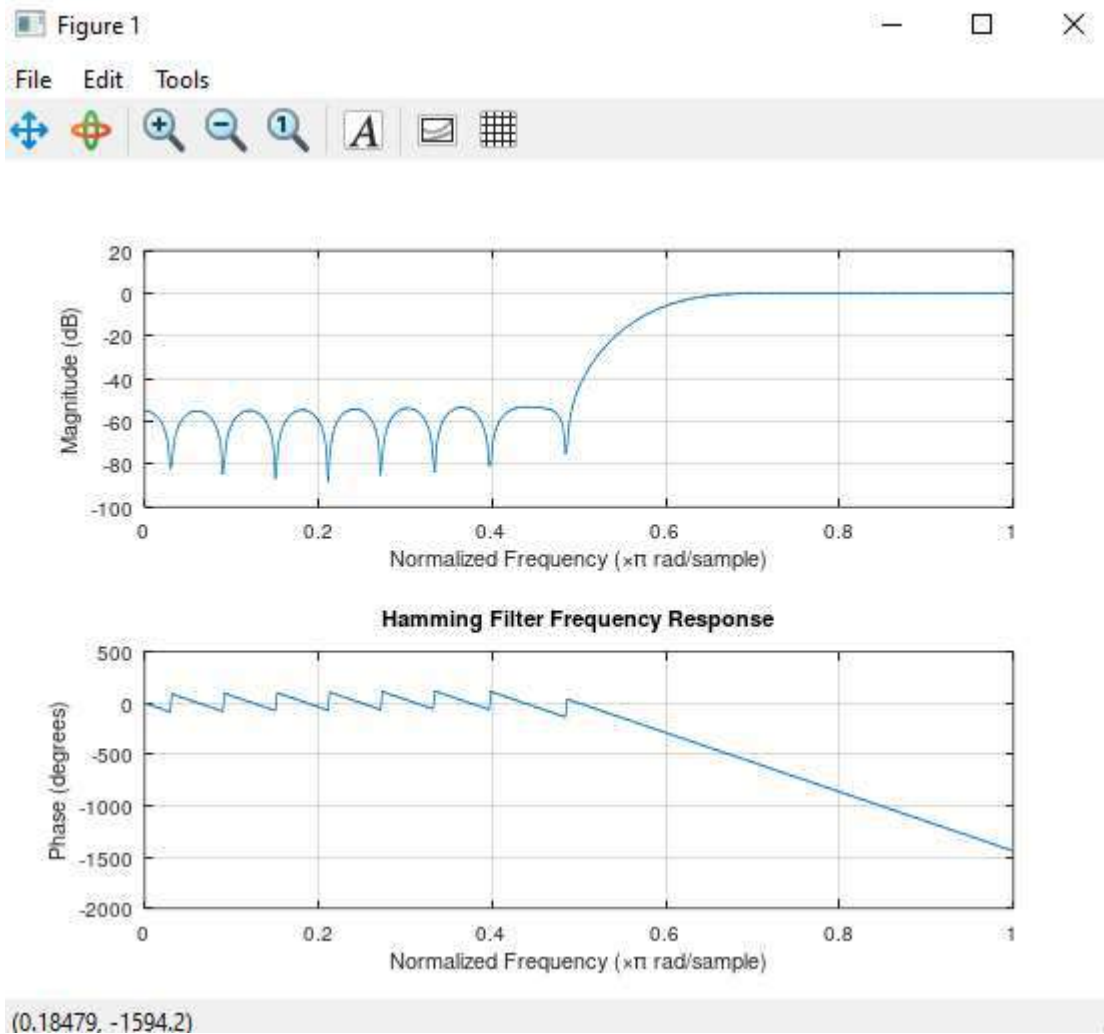 Figure 1
File Edit Tools
1 A
20
0
-20
-40
-60
-80
-100
Magnitude (dB)
0 0.2 0.4 0.6 0.8 1
Normalized Frequency (×π rad/sample)
Hamming Filter Frequency Response
500
0
-500
-1000
-1500
-2000
Phase (degrees)
0 0.2 0.4 0.6 0.8 1
Normalized Frequency (×π rad/sample)
(0.18479, -1594.2)